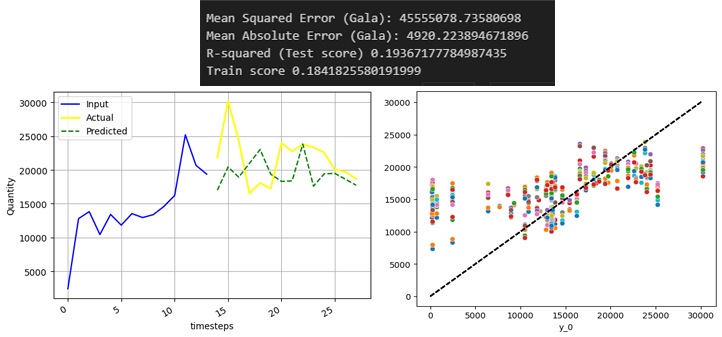 Mean Squared Error (Gala): 45555078.73580698
Mean Absolute Error (Gala): 4920.223894671896
R-squared (Test score) 0.19367177784987435
Train score 0.1841825580191999
30000
25000
20000
15000
10000
5000
Quantity
Input
Actual
Predicted
0
5
10
15
20
25
timesteps
30000
25000
20000
15000
10000
5000
0
0
5000
10000
15000
20000
25000
30000
y_0